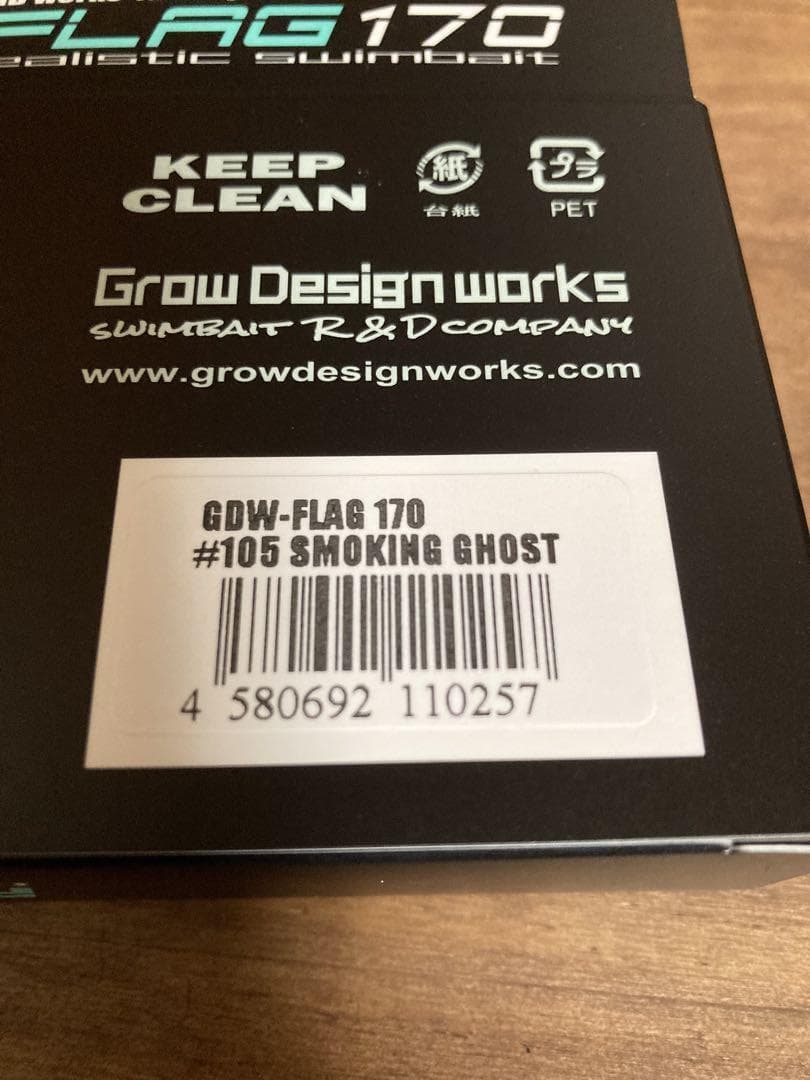 FLAG 170
ealistic swimbait
KEEP
CLEAN
紙
台紙
プラ
PET
Grow Design works
SWIMBAIT R&D COMPANY
www.growdesignworks.com
GDW-FLAG 170
#105 SMOKING GHOST
4 580692 110257